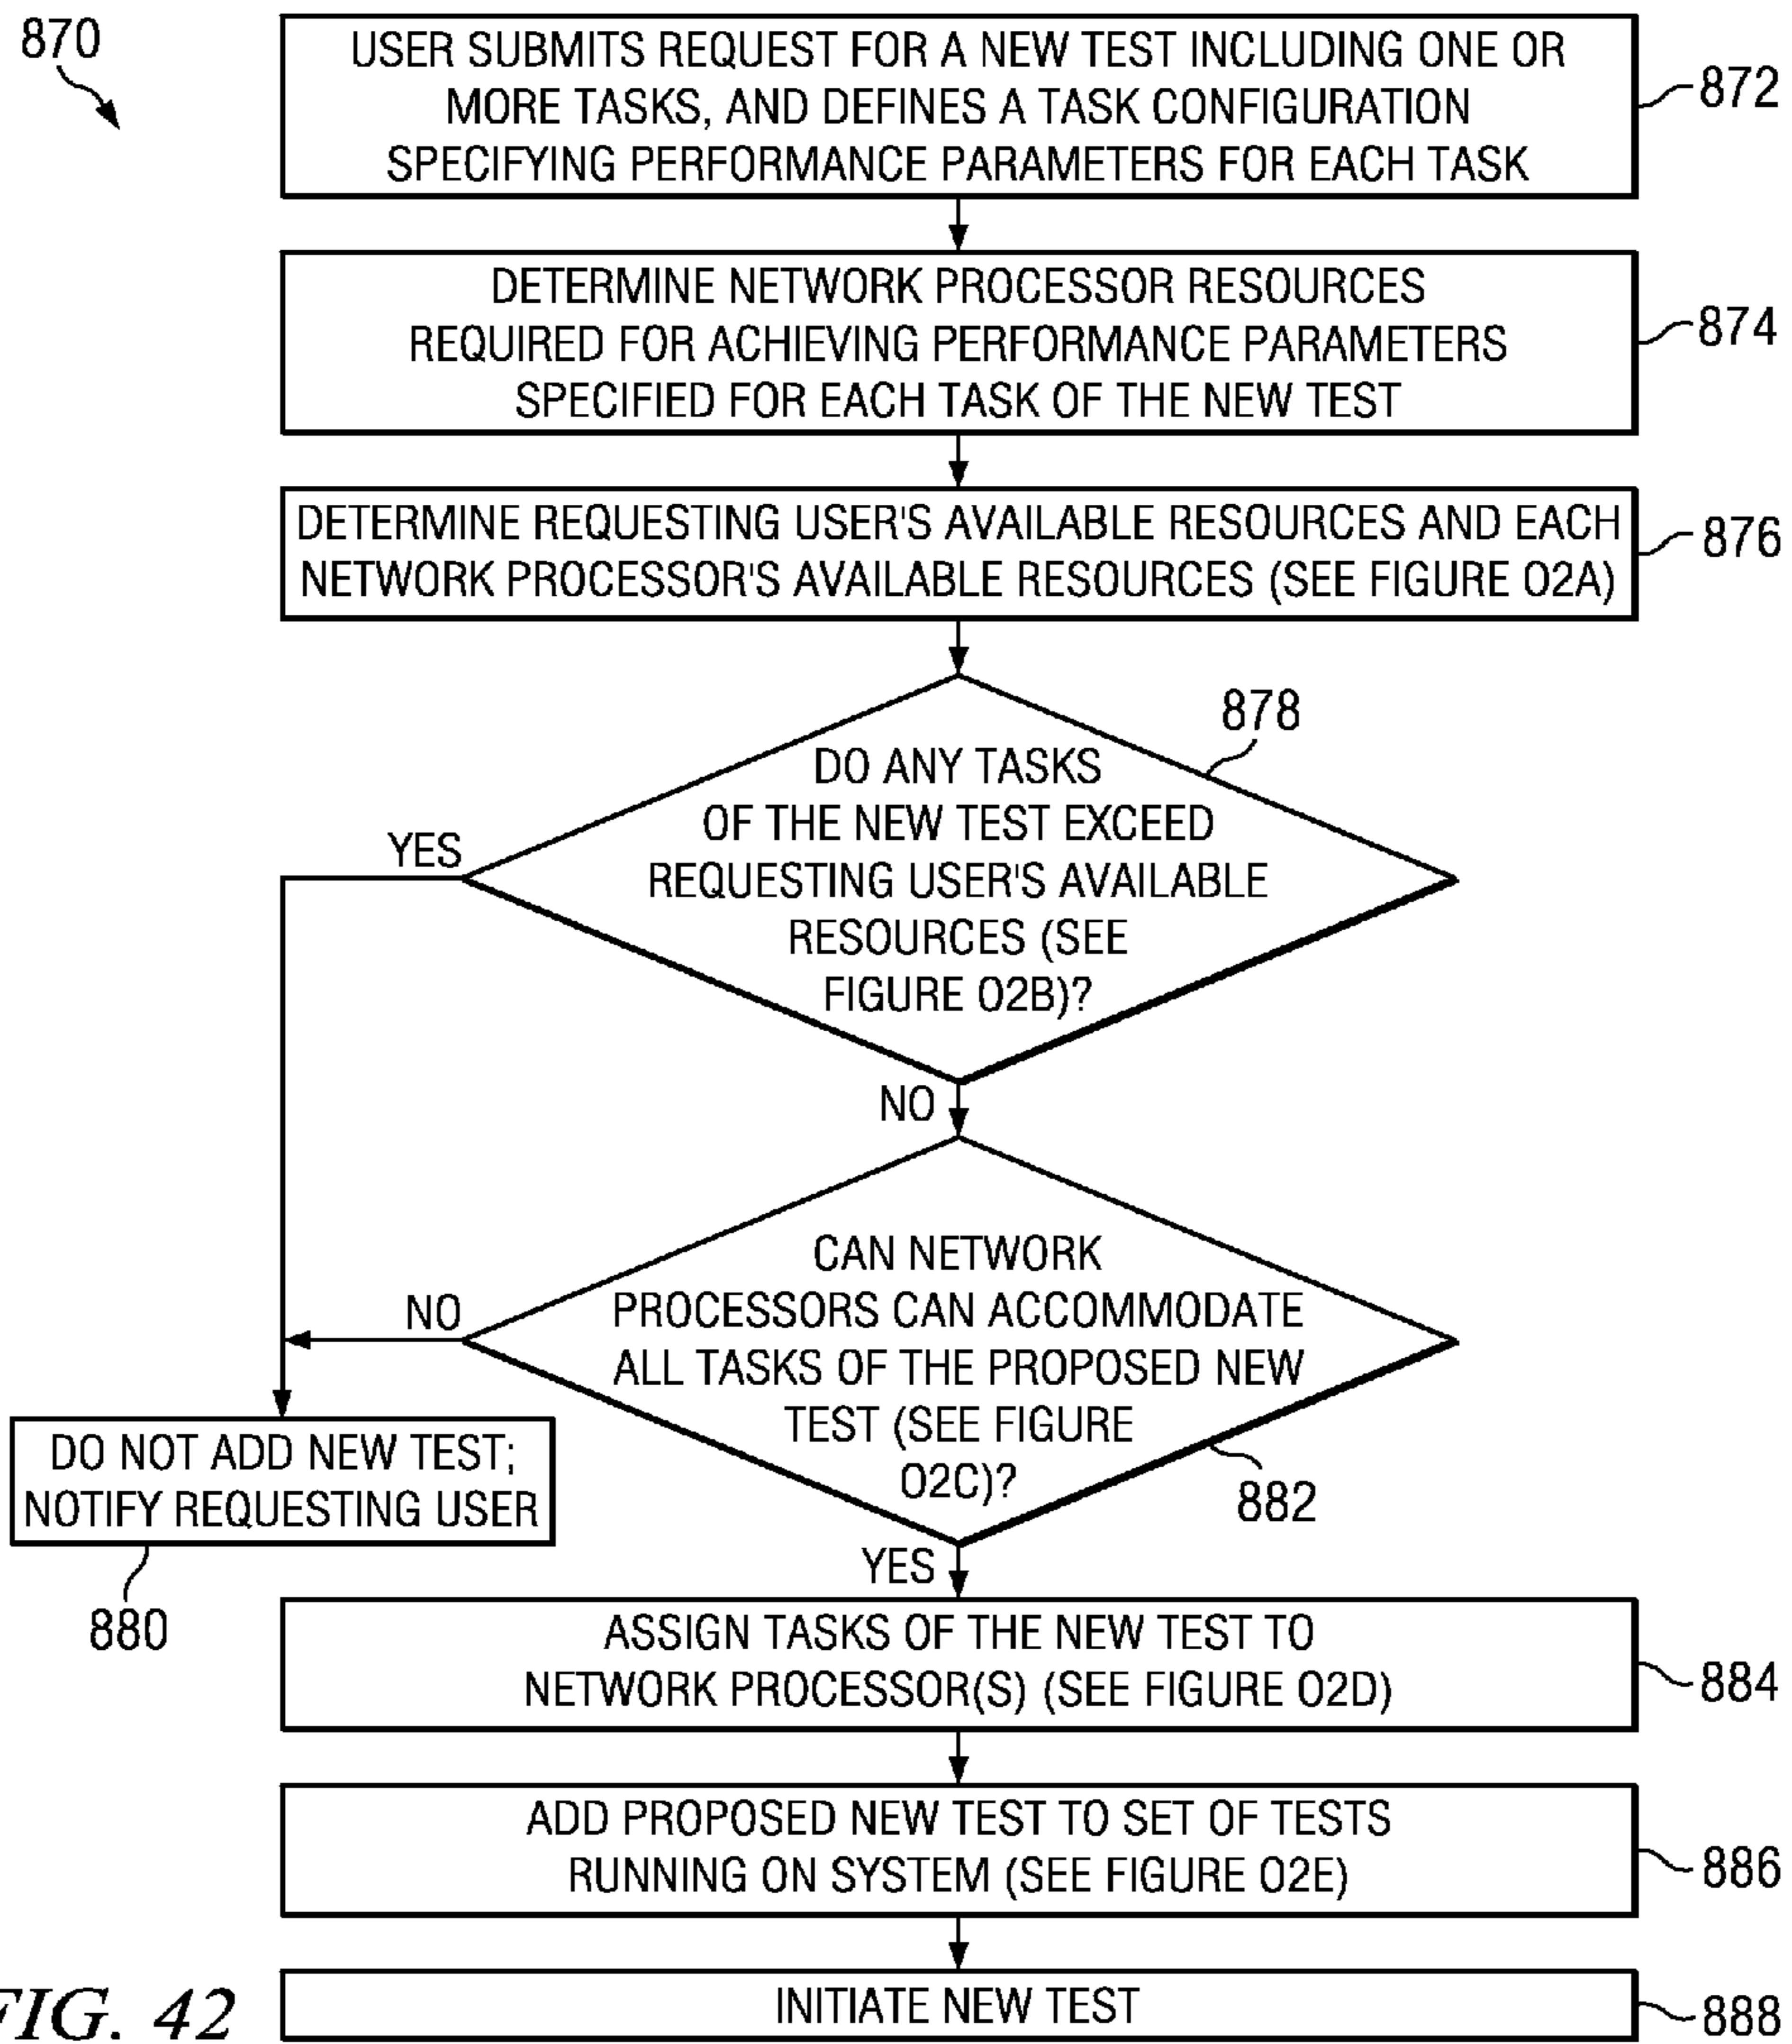 870
USER SUBMITS REQUEST FOR A NEW TEST INCLUDING ONE OR
MORE TASKS, AND DEFINES A TASK CONFIGURATION
SPECIFYING PERFORMANCE PARAMETERS FOR EACH TASK
872
DETERMINE NETWORK PROCESSOR RESOURCES
REQUIRED FOR ACHIEVING PERFORMANCE PARAMETERS
SPECIFIED FOR EACH TASK OF THE NEW TEST
874
DETERMINE REQUESTING USER'S AVAILABLE RESOURCES AND EACH
NETWORK PROCESSOR'S AVAILABLE RESOURCES (SEE FIGURE O2A)
876
878
DO ANY TASKS
OF THE NEW TEST EXCEED
REQUESTING USER'S AVAILABLE
RESOURCES (SEE
FIGURE O2B)?
YES
NO
CAN NETWORK
PROCESSORS CAN ACCOMMODATE
ALL TASKS OF THE PROPOSED NEW
TEST (SEE FIGURE
O2C)?
882
NO
DO NOT ADD NEW TEST;
NOTIFY REQUESTING USER
880
YES
ASSIGN TASKS OF THE NEW TEST TO
NETWORK PROCESSOR(S) (SEE FIGURE O2D)
884
ADD PROPOSED NEW TEST TO SET OF TESTS
RUNNING ON SYSTEM (SEE FIGURE O2E)
886
INITIATE NEW TEST
888
FIG. 42